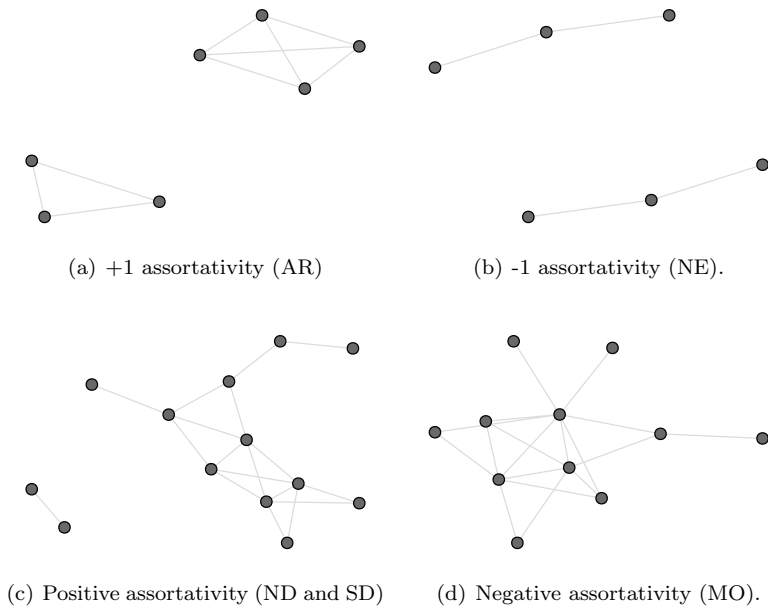 (a) +1 assortativity (AR)
(b) -1 assortativity (NE).
(c) Positive assortativity (ND and SD)
(d) Negative assortativity (MO).